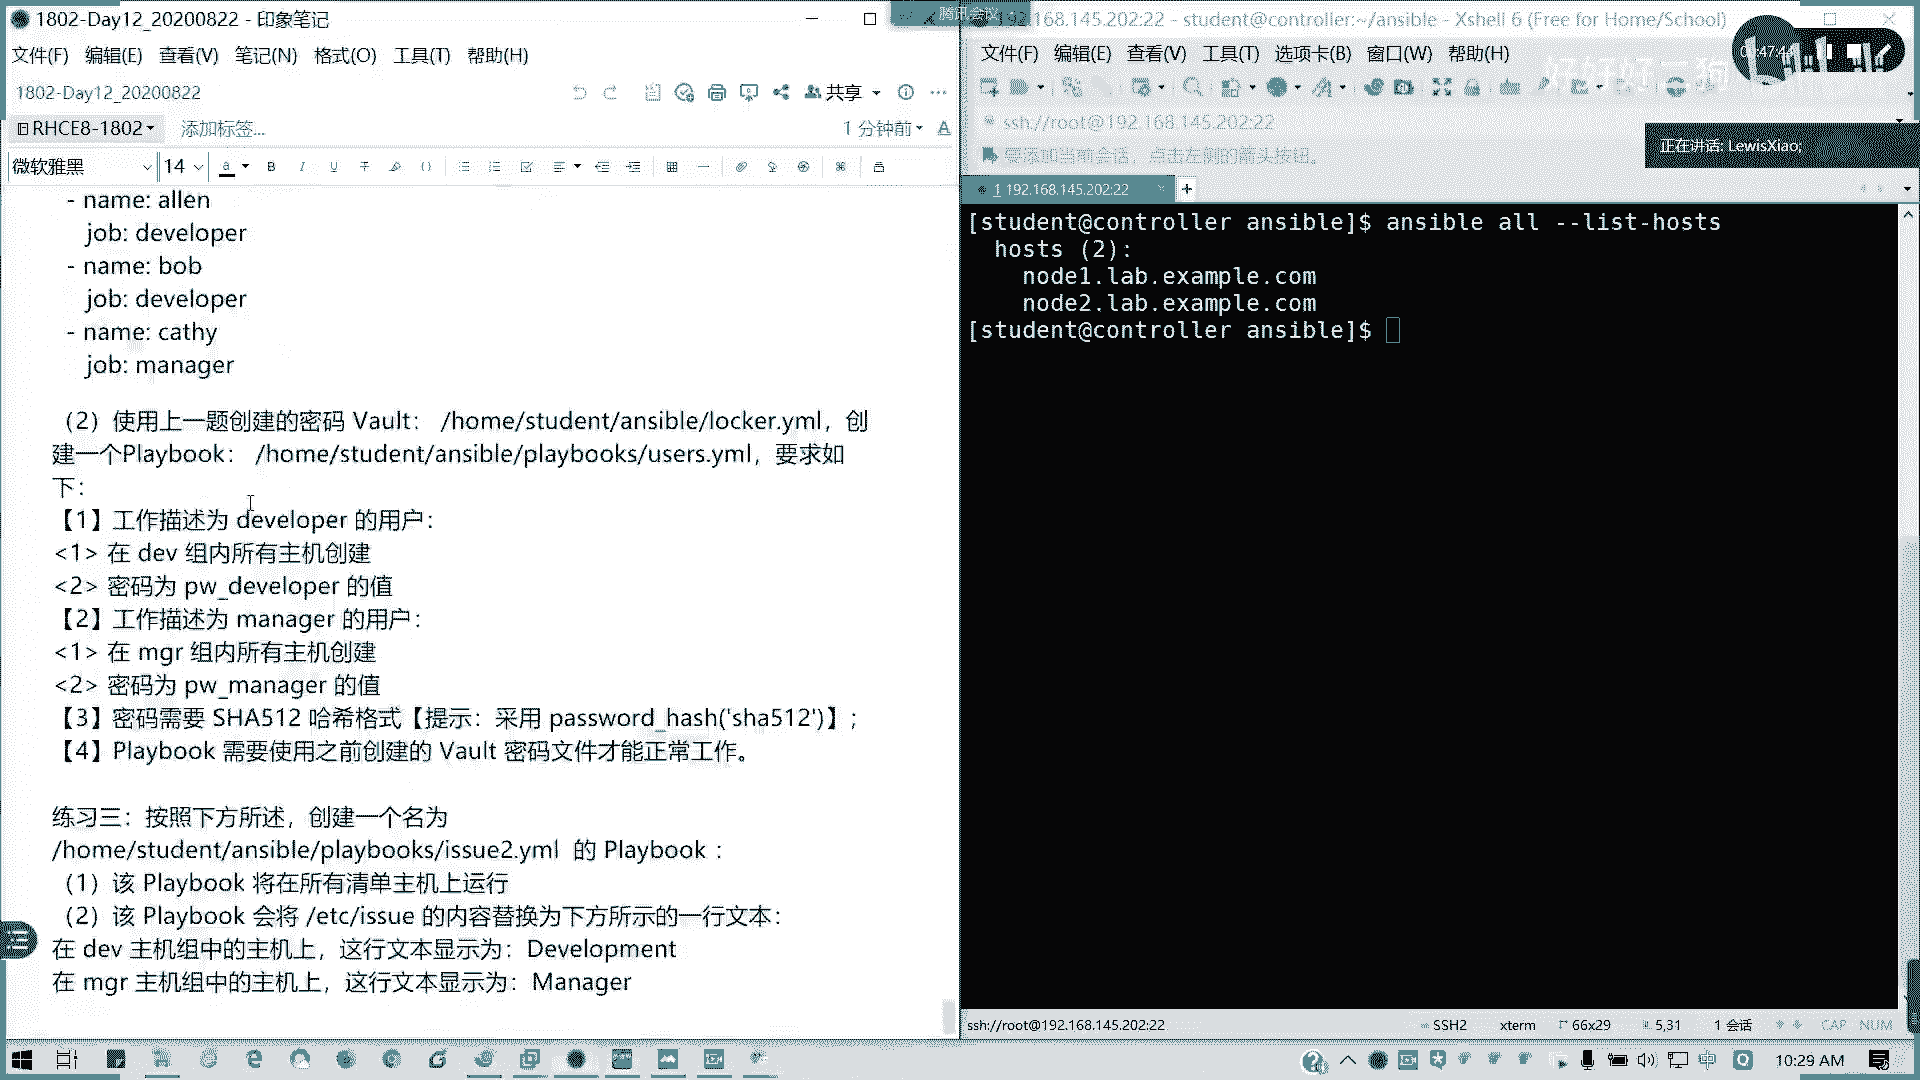 1802-Day12_20200822 - 印象笔记
文件(F) 编辑(E) 查看(V) 笔记(N) 格式(O) 工具(T) 帮助(H)
1802-Day12_20200822
共享
RHCE8-1802
添加标签...
1 分钟前
微软雅黑
14
- name: allen
job: developer
- name: bob
job: developer
- name: cathy
job: manager
（2）使用上一题创建的密码 Vault： /home/student/ansible/locker.yml，创
建一个Playbook： /home/student/ansible/playbooks/users.yml，要求如
下：
【1】工作描述为 developer 的用户：
<1> 在 dev 组内所有主机创建
<2> 密码为 pw_developer 的值
【2】工作描述为 manager 的用户：
<1> 在 mgr 组内所有主机创建
<2> 密码为 pw_manager 的值
【3】密码需要 SHA512 哈希格式【提示：采用 password_hash('sha512')】；
【4】Playbook 需要使用之前创建的 Vault 密码文件才能正常工作。
练习三：按照下方所述，创建一个名为
/home/student/ansible/playbooks/issue2.yml 的 Playbook ：
（1）该 Playbook 将在所有清单主机上运行
（2）该 Playbook 会将 /etc/issue 的内容替换为下方所示的一行文本：
在 dev 主机组中的主机上，这行文本显示为：Development
在 mgr 主机组中的主机上，这行文本显示为：Manager
腾讯会议
168.145.202:22 - student@controller:~/ansible - Xshell 6 (Free for Home/School)
文件(F) 编辑(E) 查看(V) 工具(T) 选项卡(B) 窗口(W) 帮助(H)
ssh://root@192.168.145.202:22
要添加当前会话，点击左侧的箭头按钮。
正在讲话: LewisXiao;
1 192.168.145.202:22
[student@controller ansible]$ ansible all --list-hosts
hosts (2):
node1.lab.example.com
node2.lab.example.com
[student@controller ansible]$
ssh://root@192.168.145.202:22
SSH2
xterm
66x29
5,31
1 会话
CAP NUM
中
10:29 AM